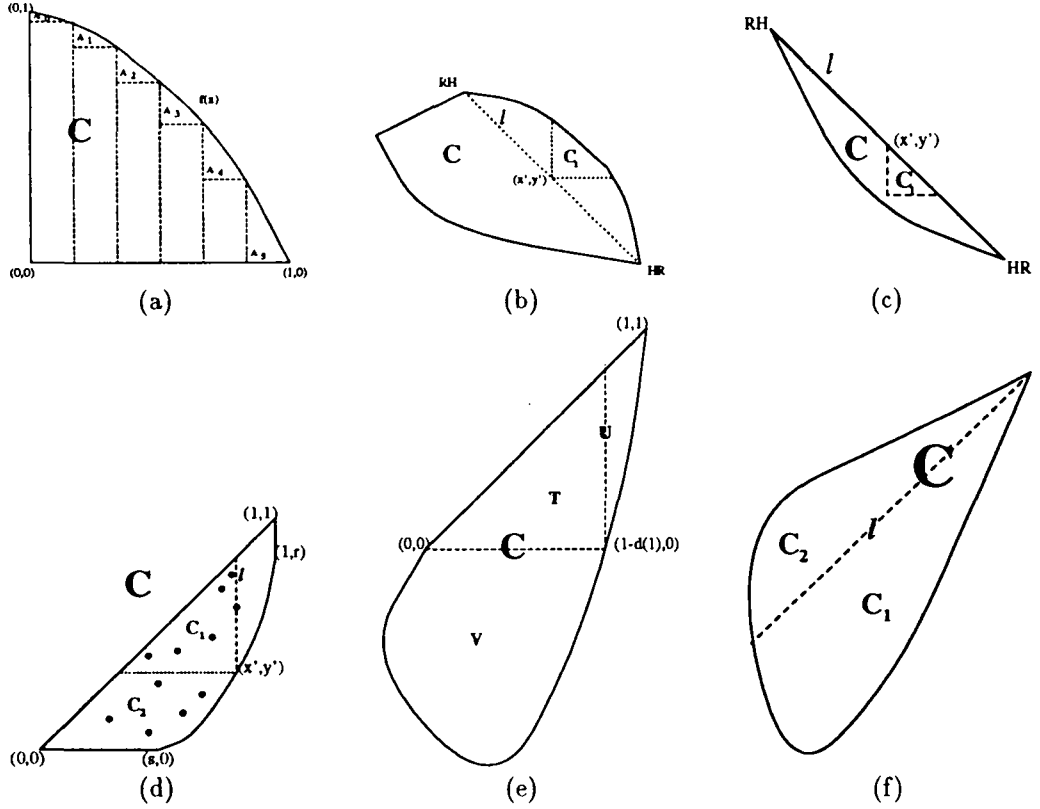 (0,1)
A 0
A 1
A 2
f(x)
A 3
C
A 4
A 5
(0,0)
(1,0)
(a)
RH
l
C
C1
(x',y')
HR
(b)
RH
l
(x',y')
C
C1
HR
(c)
(1,1)
(1,r)
C
l
C1
(x',y')
C2
(0,0)
(s,0)
(d)
(1,1)
U
T
(0,0)
C
(1-d(1),0)
V
(e)
C
l
C2
C1
(f)